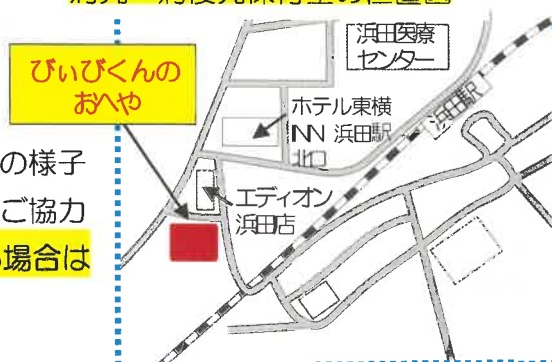 浜田医療
センター
びぃびくんの
おへや
ホテル東横
INN 浜田駅
北口
浜田駅
の様子
ご協力
エディオン
浜田店
場合は